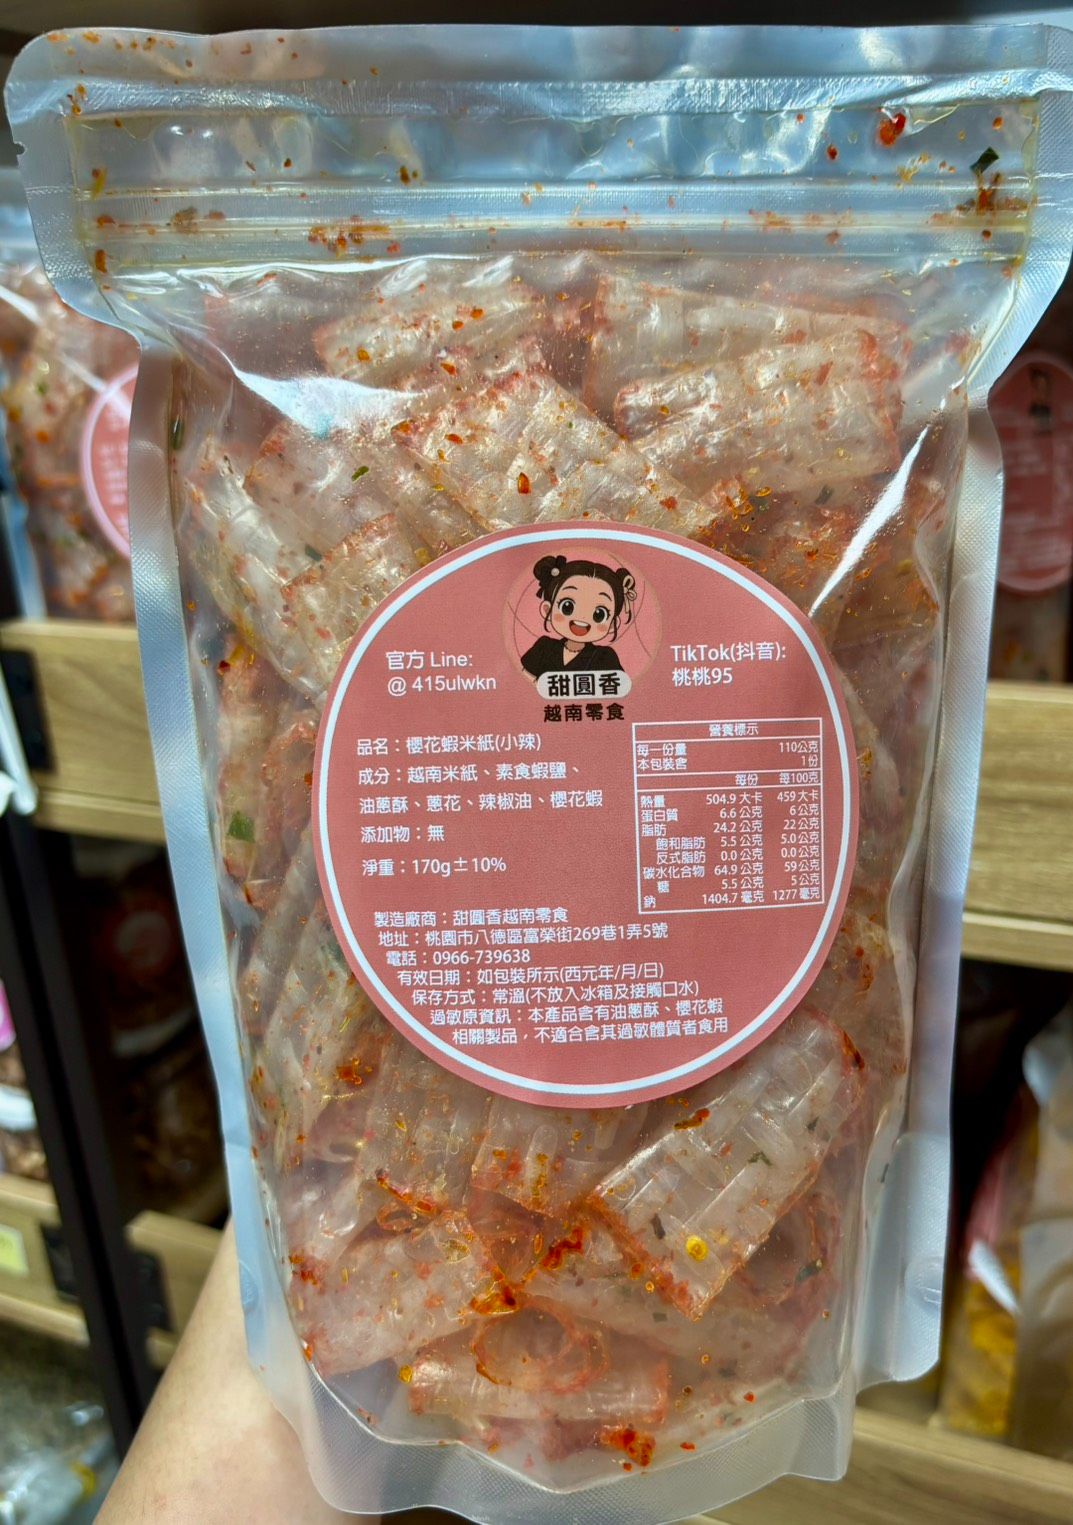 甜圓香
越南零食
官方 Line:
@ 415ulwkn
TikTok(抖音):
桃桃95
品名：櫻花蝦米紙(小辣)
成分：越南米紙、素食蝦鹽、
油蔥酥、蔥花、辣椒油、櫻花蝦
添加物：無
淨重：170g±10%
營養標示
每一份量 110公克
本包裝含 1份
每份 每100克
熱量 504.9 大卡 459 大卡
蛋白質 6.6 公克 6 公克
脂肪 24.2 公克 22 公克
飽和脂肪 5.5 公克 5.0 公克
反式脂肪 0.0 公克 0.0 公克
碳水化合物 64.9 公克 59 公克
糖 5.5 公克 5 公克
鈉 1404.7 毫克 1277 毫克
製造廠商：甜圓香越南零食
地址：桃園市八德區富榮街269巷1弄5號
電話：0966-739638
有效日期：如包裝所示(西元年/月/日)
保存方式：常溫(不放入冰箱及接觸口水)
過敏原資訊：本產品含有油蔥酥、櫻花蝦
相關製品，不適合含其過敏體質者食用